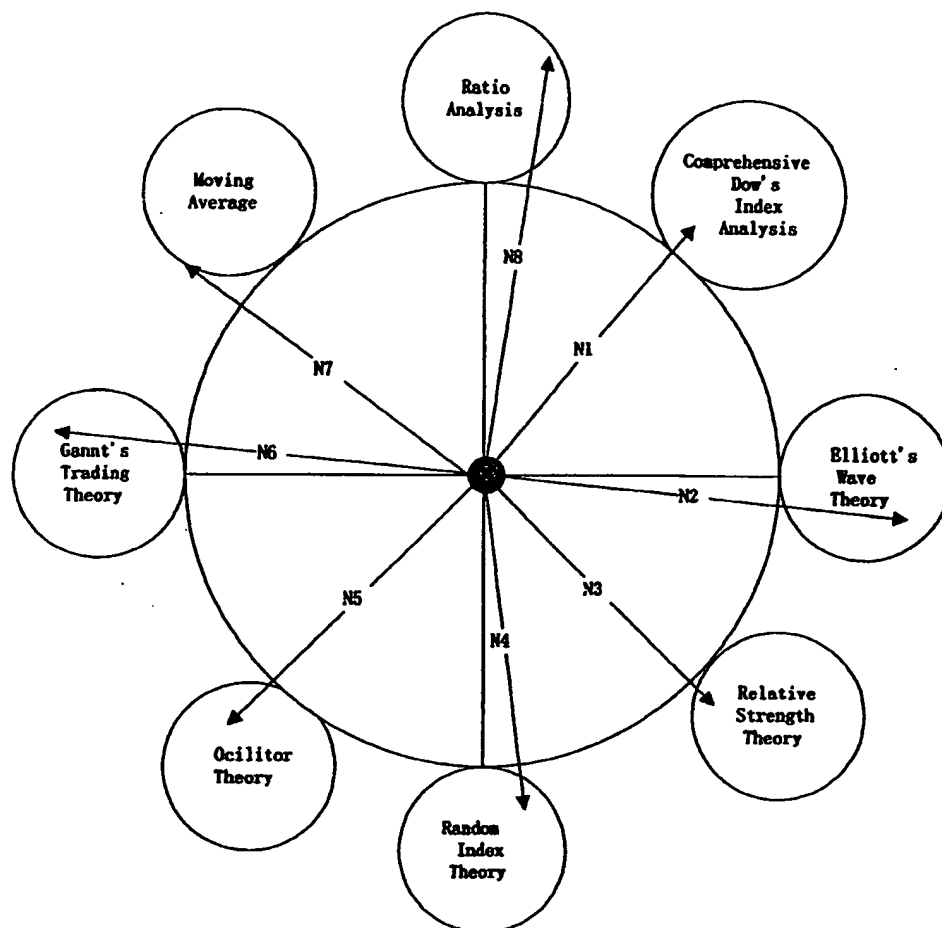 Ratio
Analysis
Comprehensive
Dow's
Index
Analysis
Moving
Average
N8
N1
N7
Gannt's
Trading
Theory
N6
Elliott's
Wave
Theory
N2
N5
N3
N4
Relative
Strength
Theory
Ocilitor
Theory
Random
Index
Theory